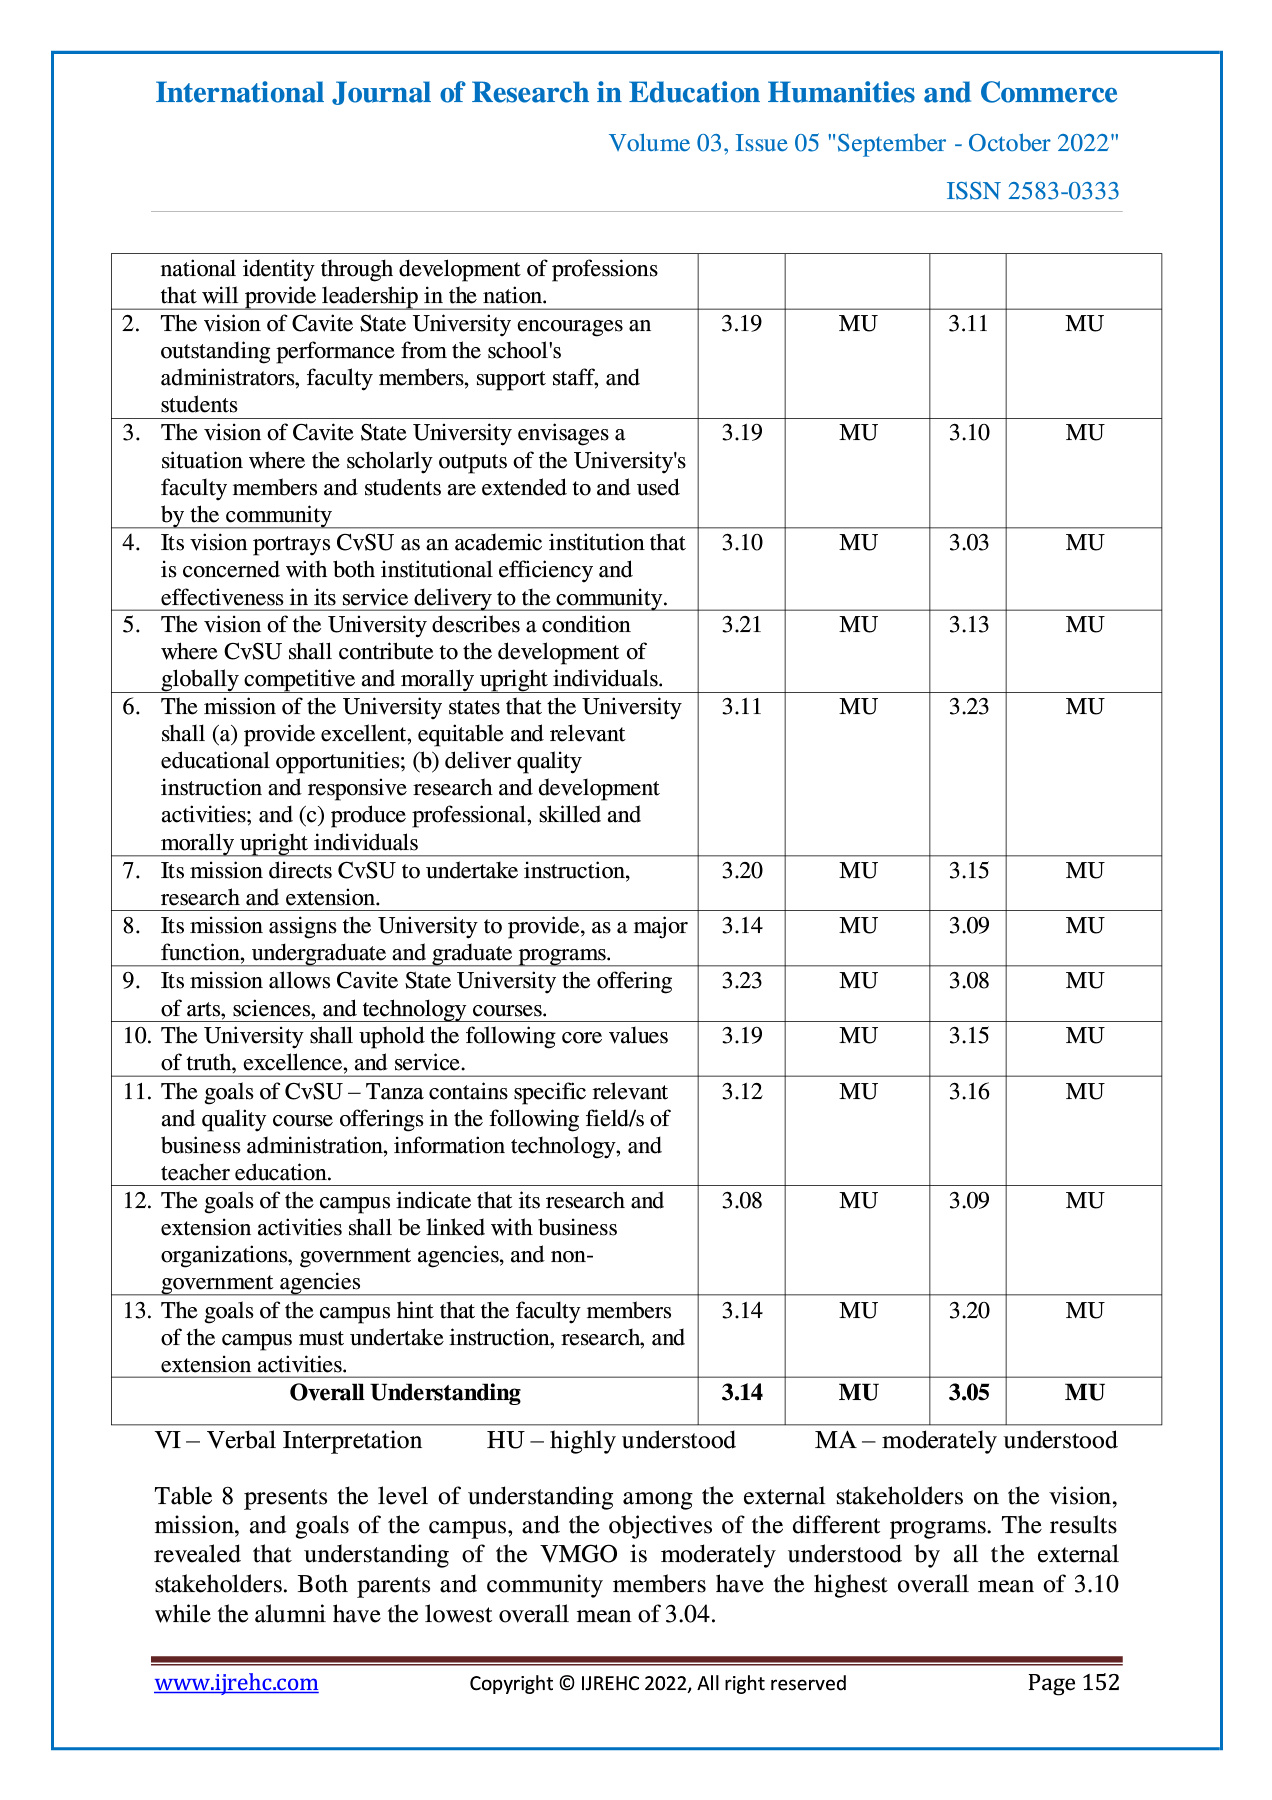 International Journal of Research in Education Humanities and Commerce
Volume 03, Issue 05 "September - October 2022"
ISSN 2583-0333
national identity through development of professions
that will provide leadership in the nation.
2. The vision of Cavite State University encourages an 3.19 MU 3.11 MU
outstanding performance from the school's
administrators, faculty members, support staff, and
students
3. The vision of Cavite State University envisages a 3.19 MU 3.10 MU
situation where the scholarly outputs of the University's
faculty members and students are extended to and used
by the community
4. Its vision portrays CvSU as an academic institution that 3.10 MU 3.03 MU
is concerned with both institutional efficiency and
effectiveness in its service delivery to the community.
5. The vision of the University describes a condition 3.21 MU 3.13 MU
where CvSU shall contribute to the development of
globally competitive and morally upright individuals.
6. The mission of the University states that the University 3.11 MU 3.23 MU
shall (a) provide excellent, equitable and relevant
educational opportunities; (b) deliver quality
instruction and responsive research and development
activities; and (c) produce professional, skilled and
morally upright individuals
7. Its mission directs CvSU to undertake instruction, 3.20 MU 3.15 MU
research and extension.
8. Its mission assigns the University to provide, as a major 3.14 MU 3.09 MU
function, undergraduate and graduate programs.
9. Its mission allows Cavite State University the offering 3.23 MU 3.08 MU
of arts, sciences, and technology courses.
10. The University shall uphold the following core values 3.19 MU 3.15 MU
of truth, excellence, and service.
11. The goals of CvSU – Tanza contains specific relevant 3.12 MU 3.16 MU
and quality course offerings in the following field/s of
business administration, information technology, and
teacher education.
12. The goals of the campus indicate that its research and 3.08 MU 3.09 MU
extension activities shall be linked with business
organizations, government agencies, and non-
government agencies
13. The goals of the campus hint that the faculty members 3.14 MU 3.20 MU
of the campus must undertake instruction, research, and
extension activities.
Overall Understanding 3.14 MU 3.05 MU
VI – Verbal Interpretation HU – highly understood MA – moderately understood
Table 8 presents the level of understanding among the external stakeholders on the vision,
mission, and goals of the campus, and the objectives of the different programs. The results
revealed that understanding of the VMGO is moderately understood by all the external
stakeholders. Both parents and community members have the highest overall mean of 3.10
while the alumni have the lowest overall mean of 3.04.
www.ijrehc.com Copyright © IJREHC 2022, All right reserved Page 152